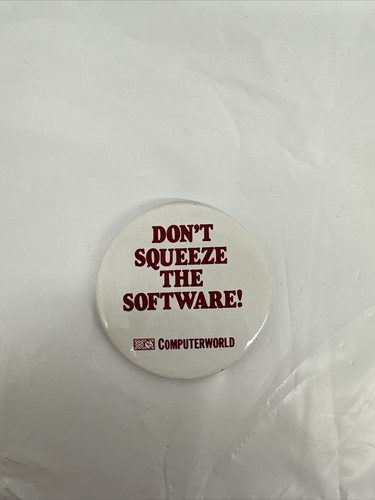 DON'T
SQUEEZE
THE
SOFTWARE!
COMPUTERWORLD